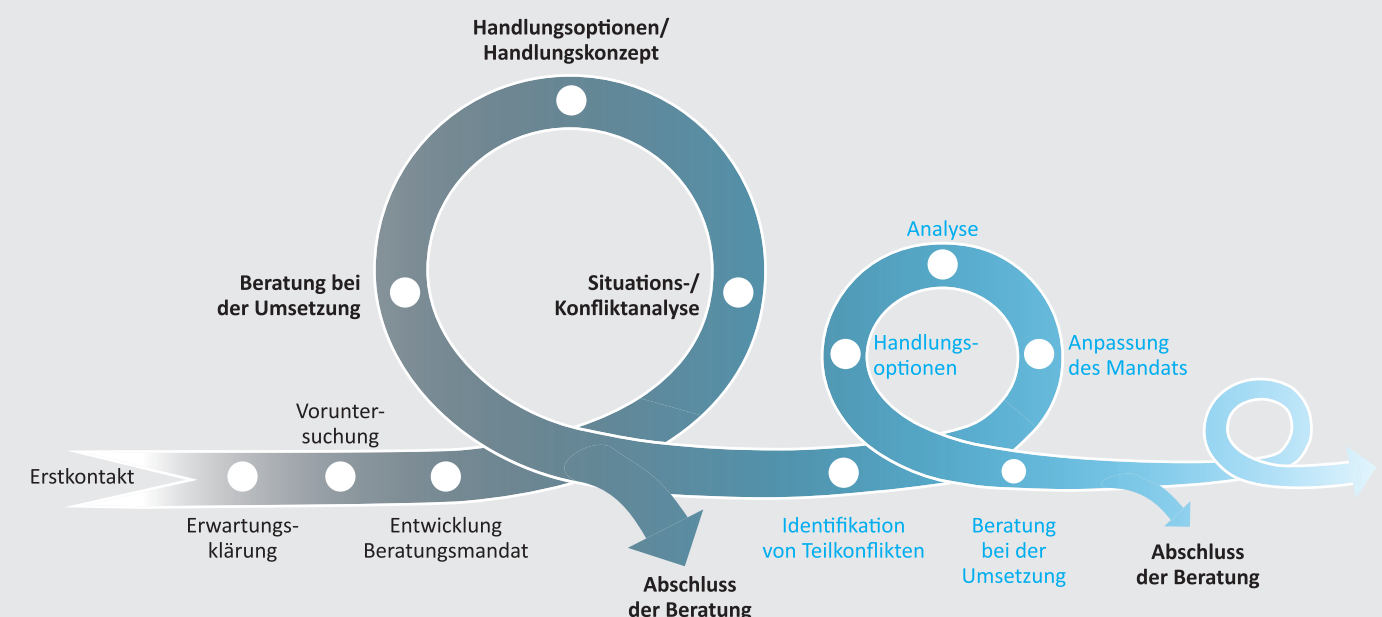 Handlungsoptionen/
Handlungskonzept
Beratung bei
der Umsetzung
Situations-/
Konfliktanalyse
Analyse
Handlungs-
optionen
Anpassung
des Mandats
Vorunter-
suchung
Erstkontakt
Erwartungs-
klärung
Entwicklung
Beratungsmandat
Abschluss
der Beratung
Identifikation
von Teilkonflikten
Beratung
bei der
Umsetzung
Abschluss
der Beratung